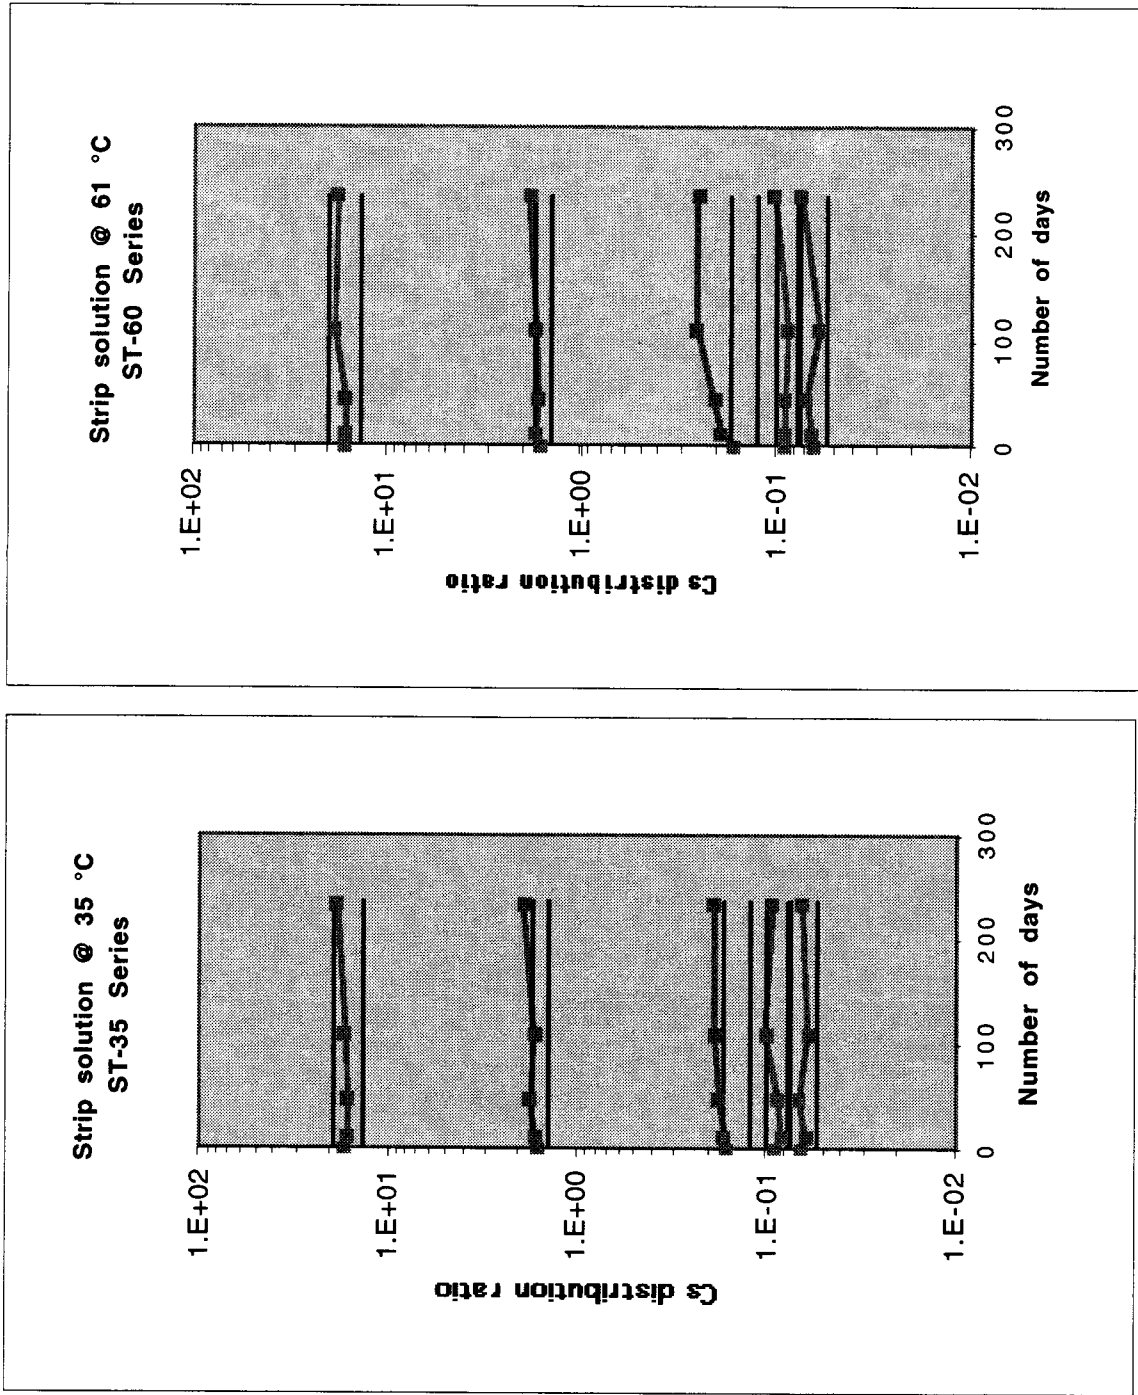 Strip solution @ 35 °C
ST-35 Series
1.E+02
1.E+01
1.E+00
1.E-01
1.E-02
Cs distribution ratio
0
100
200
300
Number of days
Strip solution @ 61 °C
ST-60 Series
1.E+02
1.E+01
1.E+00
1.E-01
1.E-02
Cs distribution ratio
0
100
200
300
Number of days